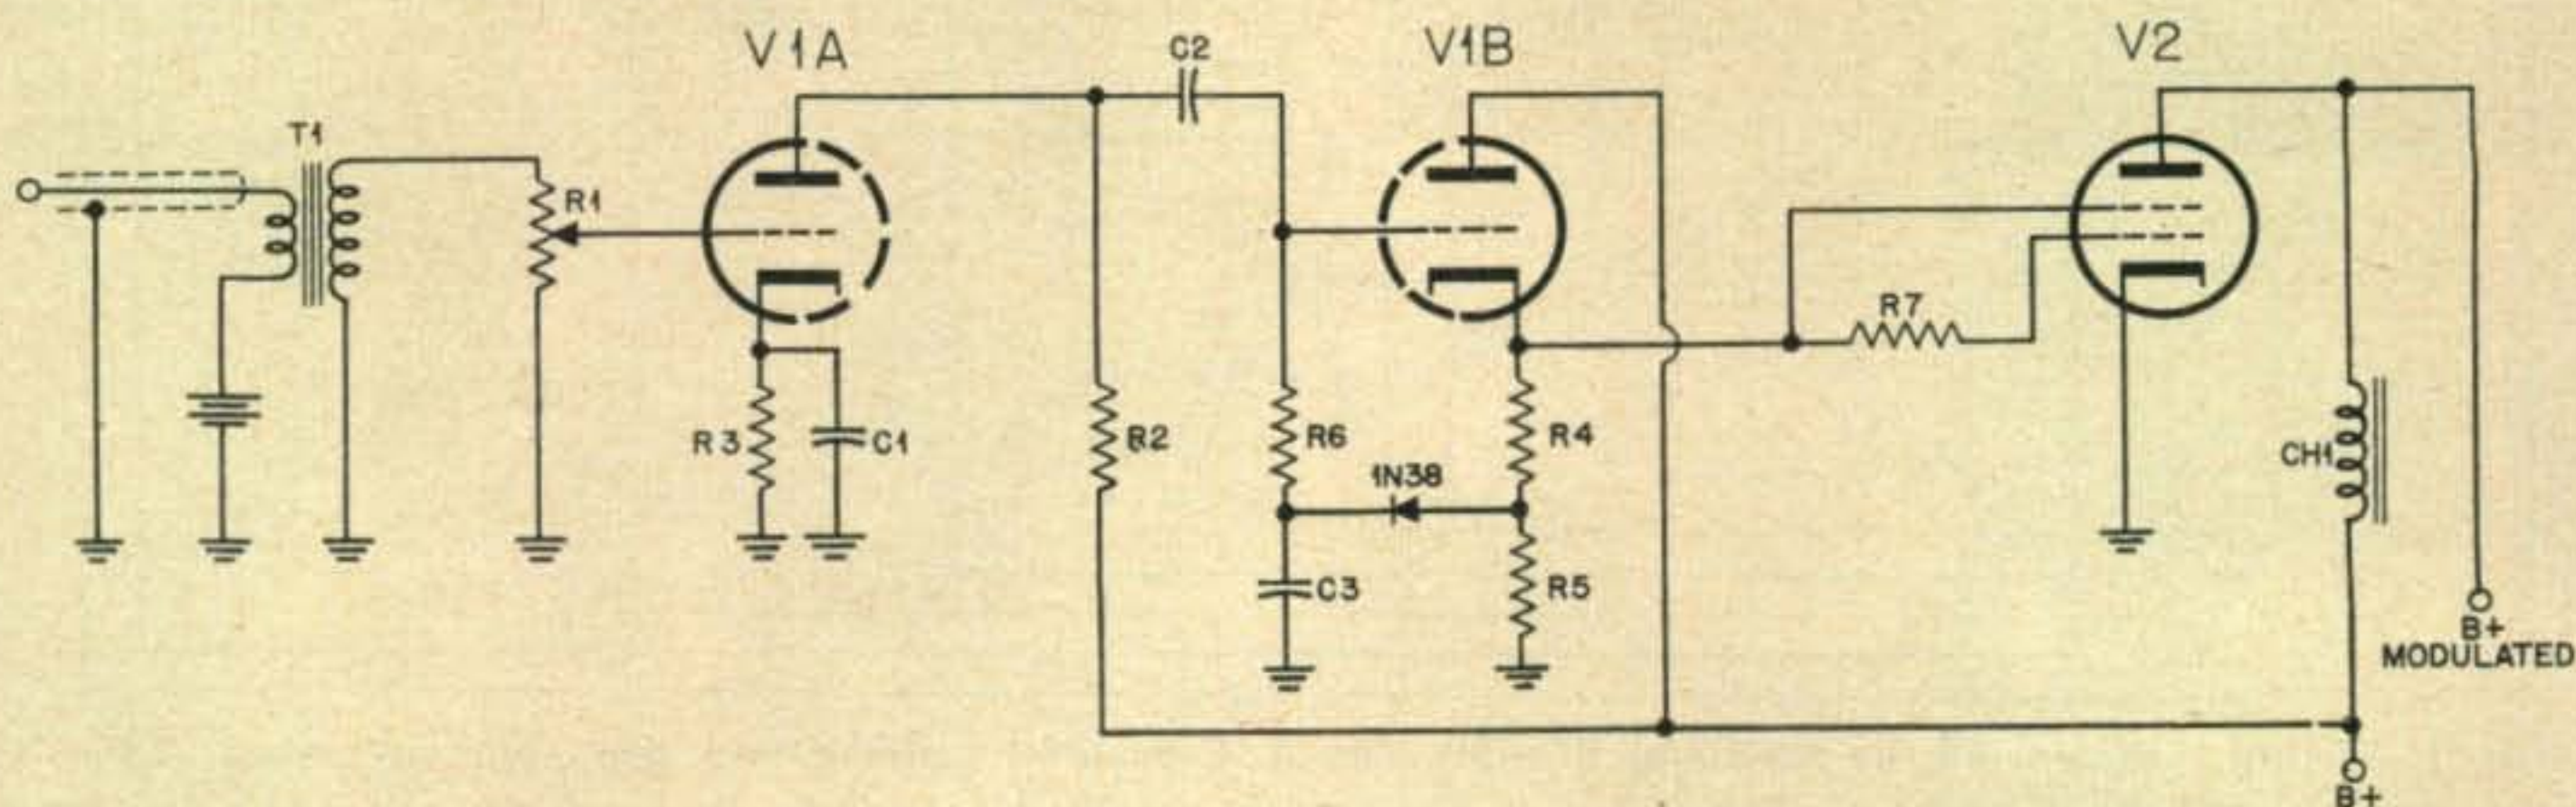 V1A
C2
V1B
V2
T1
R1
R7
R3
C1
R2
R6
R4
CH1
1N38
C3
R5
B+
MODULATED
B+